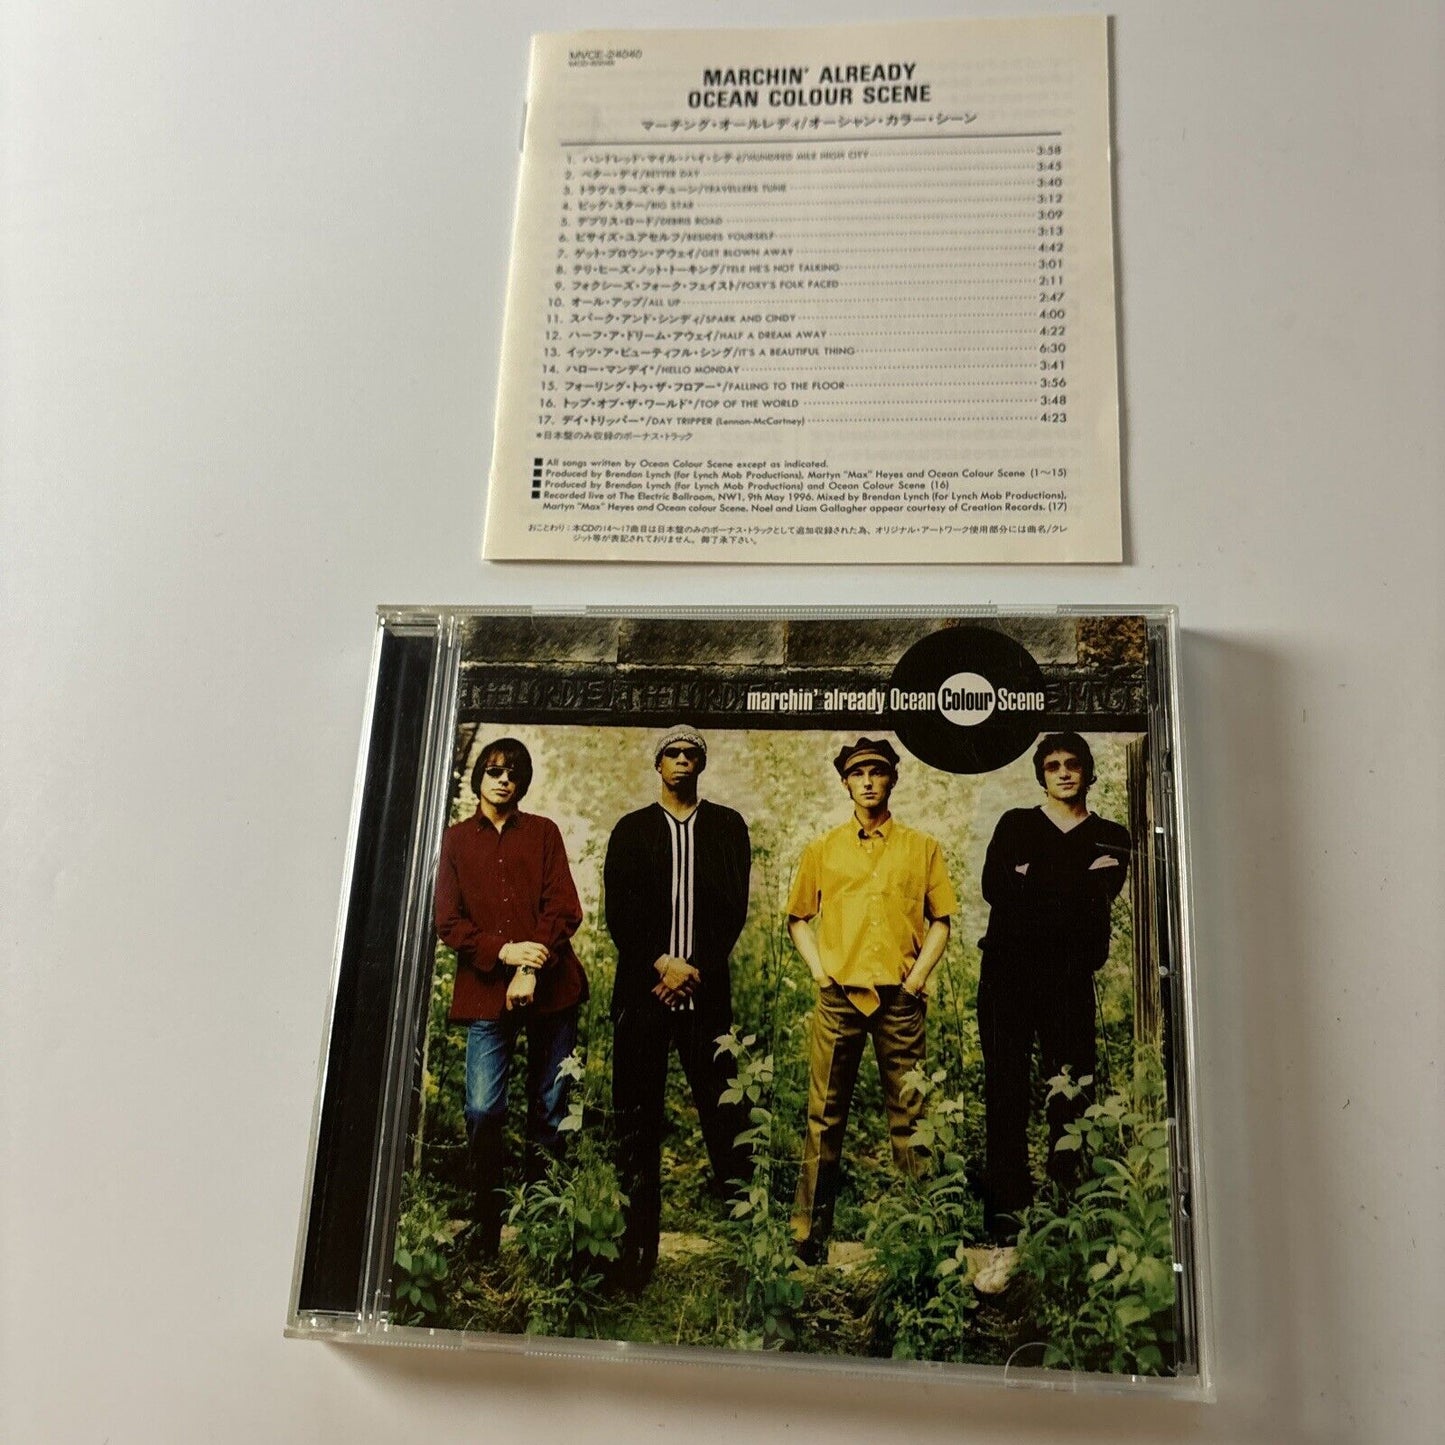 MVCE-24040
MARCHIN' ALREADY
OCEAN COLOUR SCENE
マーチング・オールレディ/オーシャン・カラー・シーン
1. ハンドレッド・マイル・ハイ・シティ/HUNDRED MILE HIGH CITY 3:58
2. ベター・デイ/BETTER DAY 3:45
3. トラヴェラーズ・チューン/TRAVELLERS TUNE 3:40
4. ビッグ・スター/BIG STAR 3:12
5. デブリス・ロード/DEBRIS ROAD 3:09
6. ビサイズ・ユアセルフ/BESIDES YOURSELF 3:13
7. ゲット・ブロウン・アウェイ/GET BLOWN AWAY 4:42
8. テリ・ヒーズ・ノット・トーキング/TELE HE'S NOT TALKING 3:01
9. フォクシーズ・フォーク・フェイスト/FOXY'S FOLK FACED 2:11
10. オール・アップ/ALL UP 2:47
11. スパーク・アンド・シンディ/SPARK AND CINDY 4:00
12. ハーフ・ア・ドリーム・アウェイ/HALF A DREAM AWAY 4:22
13. イッツ・ア・ビューティフル・シング/IT'S A BEAUTIFUL THING 6:30
14. ハロー・マンデイ*/HELLO MONDAY 3:41
15. フォーリング・トゥ・ザ・フロアー*/FALLING TO THE FLOOR 3:56
16. トップ・オブ・ザ・ワールド*/TOP OF THE WORLD 3:48
17. デイ・トリッパー*/DAY TRIPPER (Lennon-McCartney) 4:23
*日本盤のみ収録のボーナス・トラック
■ All songs written by Ocean Colour Scene except as indicated.
■ Produced by Brendan Lynch (for Lynch Mob Productions), Martyn "Max" Heyes and Ocean Colour Scene (1～15)
■ Produced by Brendan Lynch (for Lynch Mob Productions) and Ocean Colour Scene (16)
■ Recorded live at The Electric Ballroom, NW1, 9th May 1996. Mixed by Brendan Lynch (for Lynch Mob Productions),
Martyn "Max" Heyes and Ocean colour Scene. Noel and Liam Gallagher appear courtesy of Creation Records. (17)
おことわり：本CDの14～17曲目は日本盤のみのボーナス・トラックとして追加収録された為、オリジナル・アートワーク使用部分には曲名/クレ
ジット等が表記されておりません。御了承下さい。
marchin' already Ocean Colour Scene